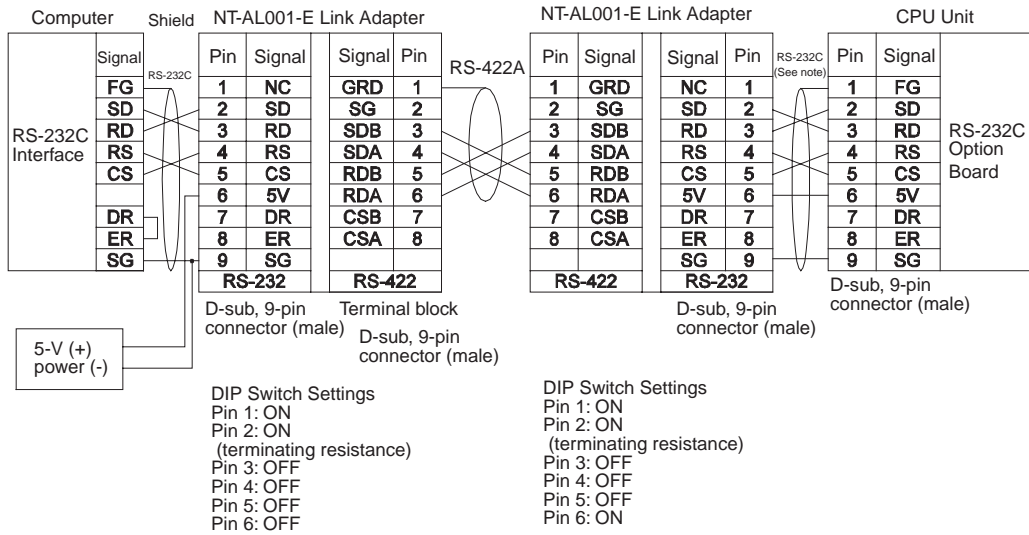 Computer Shield NT-AL001-E Link Adapter NT-AL001-E Link Adapter CPU Unit
Signal Pin Signal Signal Pin RS-422A Pin Signal Signal Pin RS-232C (See note) Pin Signal
RS-232C
FG 1 NC GRD 1 1 GRD NC 1 1 FG
SD 2 SD SG 2 2 SG SD 2 2 SD
RS-232C Interface RD 3 RD SDB 3 3 SDB RD 3 3 RD RS-232C Option Board
RS 4 RS SDA 4 4 SDA RS 4 4 RS
CS 5 CS RDB 5 5 RDB CS 5 5 CS
6 5V RDA 6 6 RDA 5V 6 6 5V
DR 7 DR CSB 7 7 CSB DR 7 7 DR
ER 8 ER CSA 8 8 CSA ER 8 8 ER
SG 9 SG SG 9 9 SG
RS-232 RS-422 RS-422 RS-232
D-sub, 9-pin
connector (male)
Terminal block
D-sub, 9-pin
connector (male)
D-sub, 9-pin
connector (male)
D-sub, 9-pin
connector (male)
5-V (+)
power (-)
DIP Switch Settings
Pin 1: ON
Pin 2: ON
(terminating resistance)
Pin 3: OFF
Pin 4: OFF
Pin 5: OFF
Pin 6: OFF
DIP Switch Settings
Pin 1: ON
Pin 2: ON
(terminating resistance)
Pin 3: OFF
Pin 4: OFF
Pin 5: OFF
Pin 6: ON